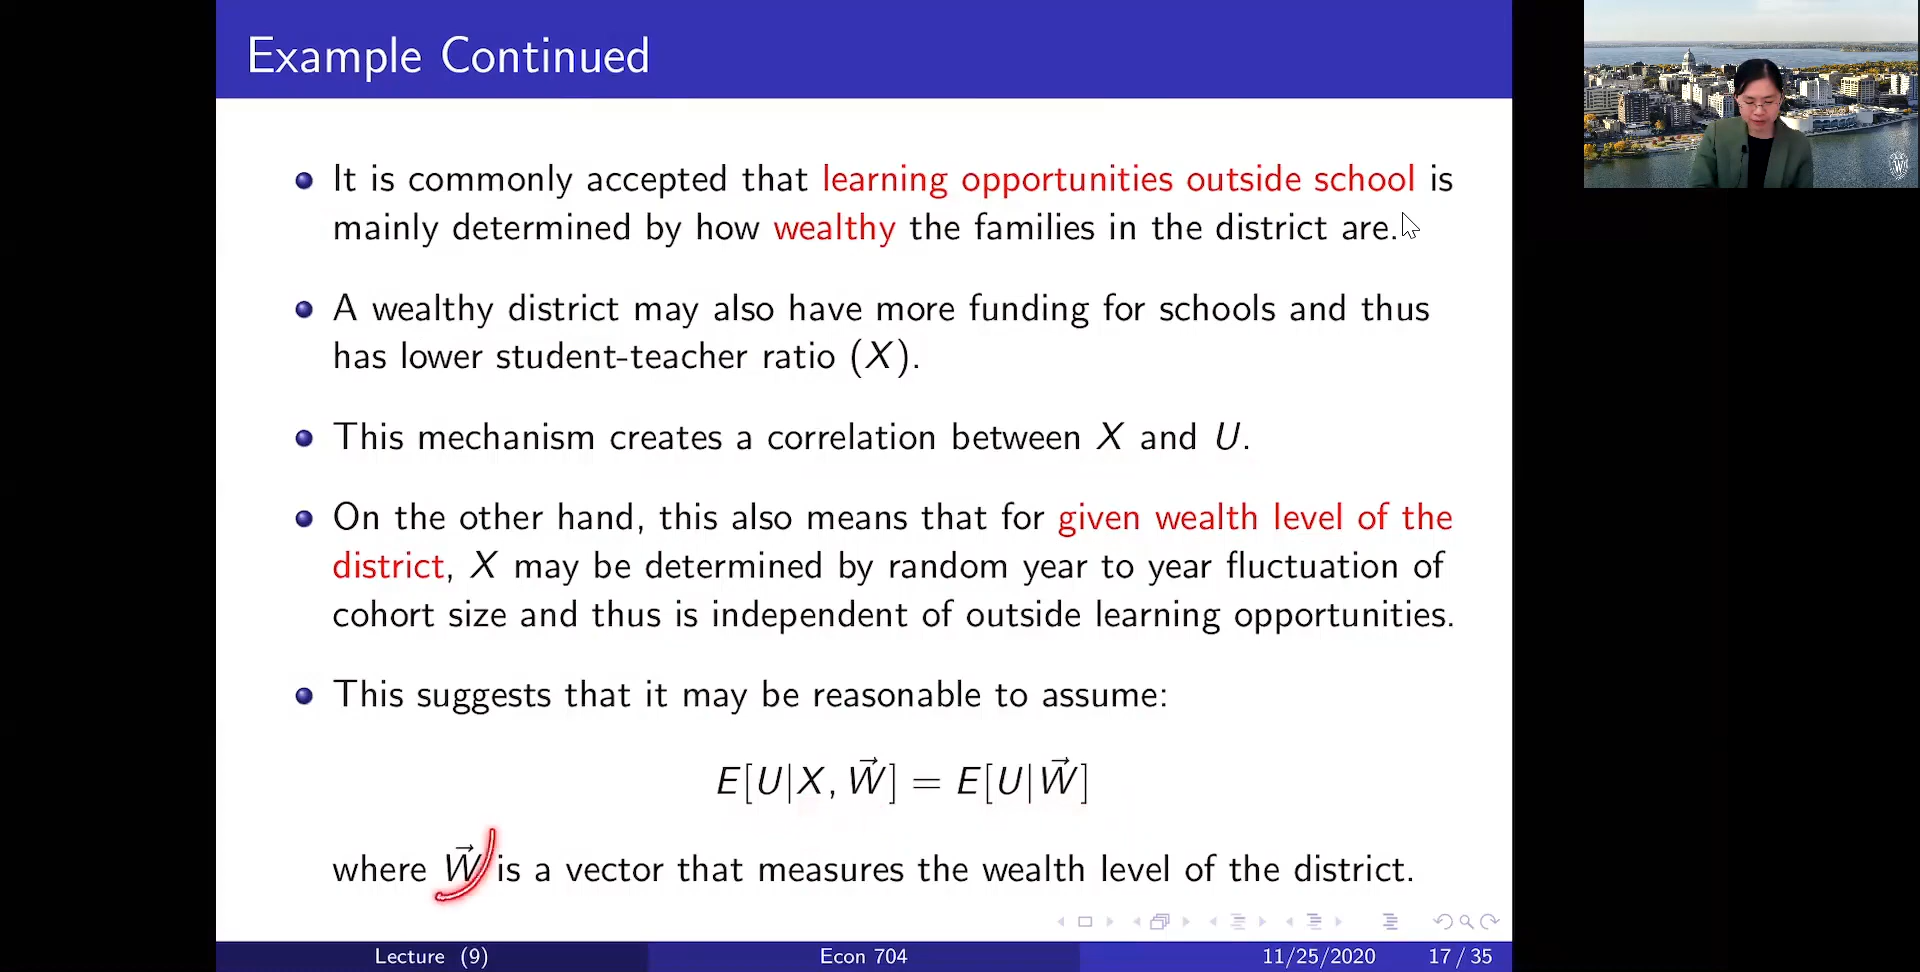 Example Continued
It is commonly accepted that learning opportunities outside school is
mainly determined by how wealthy the families in the district are.
A wealthy district may also have more funding for schools and thus
has lower student-teacher ratio (X).
This mechanism creates a correlation between X and U.
On the other hand, this also means that for given wealth level of the
district, X may be determined by random year to year fluctuation of
cohort size and thus is independent of outside learning opportunities.
This suggests that it may be reasonable to assume:
E[U|X, W⃗] = E[U|W⃗]
where W⃗ is a vector that measures the wealth level of the district.
Lecture (9) Econ 704 11/25/2020 17 / 35
W